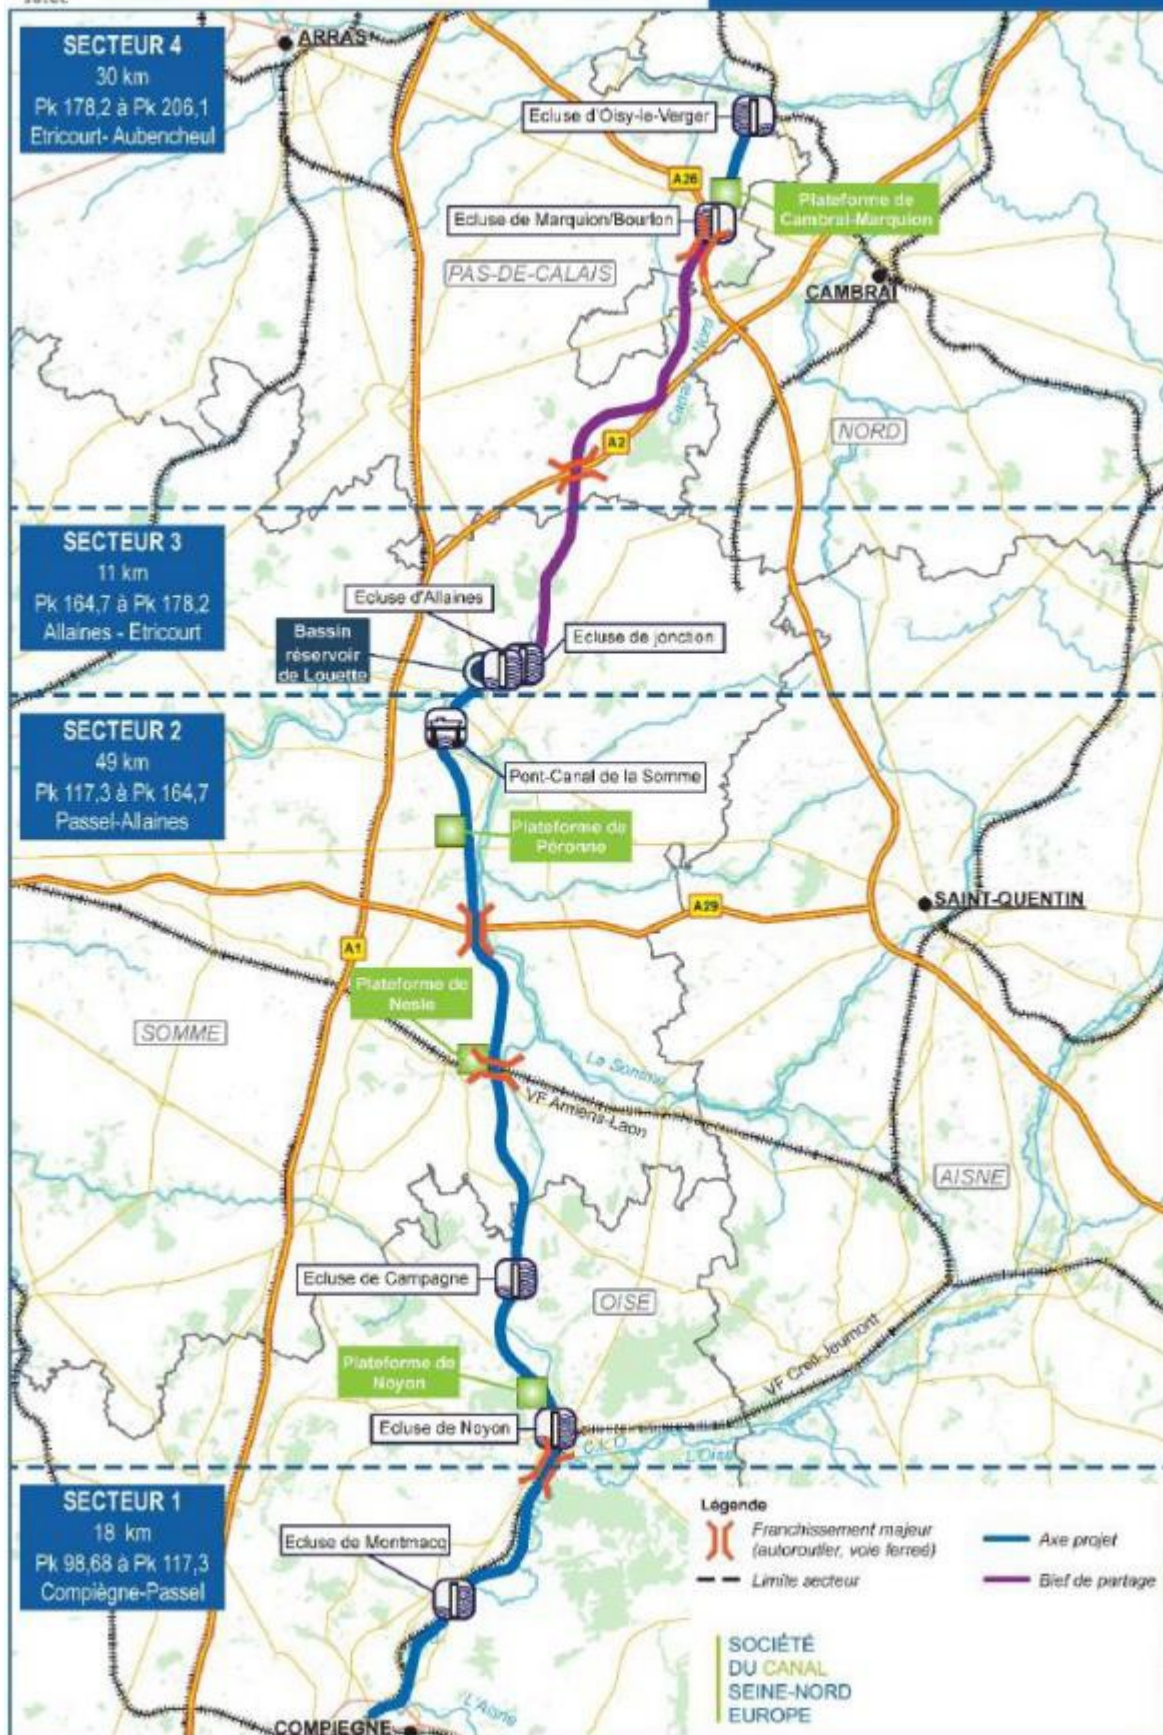 SECTEUR 4
30 km
Pk 178,2 à Pk 206,1
Etricourt- Aubencheul
ARRAS
Ecluse d'Oisy-le-Verger
A26
Plateforme de
Cambrai-Marquion
Ecluse de Marquion/Bourlon
PAS-DE-CALAIS
CAMBRAI
Canal du Nord
NORD
A2
SECTEUR 3
11 km
Pk 164,7 à Pk 178,2
Allaines - Etricourt
Ecluse d'Allaines
Bassin
réservoir
de Louette
Ecluse de jonction
SECTEUR 2
49 km
Pk 117,3 à Pk 164,7
Passel-Allaines
Pont-Canal de la Somme
Plateforme de
Péronne
SAINT-QUENTIN
A29
A1
Plateforme de
Nesle
SOMME
La Somme
VF Amiens-Laon
AISNE
Ecluse de Campagne
OISE
Plateforme de
Noyon
VF Creil-Jeumont
Ecluse de Noyon
L'Oise
SECTEUR 1
18 km
Pk 98,68 à Pk 117,3
Compiègne-Passel
Ecluse de Montmacq
L'Aisne
COMPIEGNE
Légende
Franchissement majeur
(autoroutier, voie ferreé)
Axe projet
Limite secteur
Bief de partage
SOCIÉTÉ
DU CANAL
SEINE-NORD
EUROPE